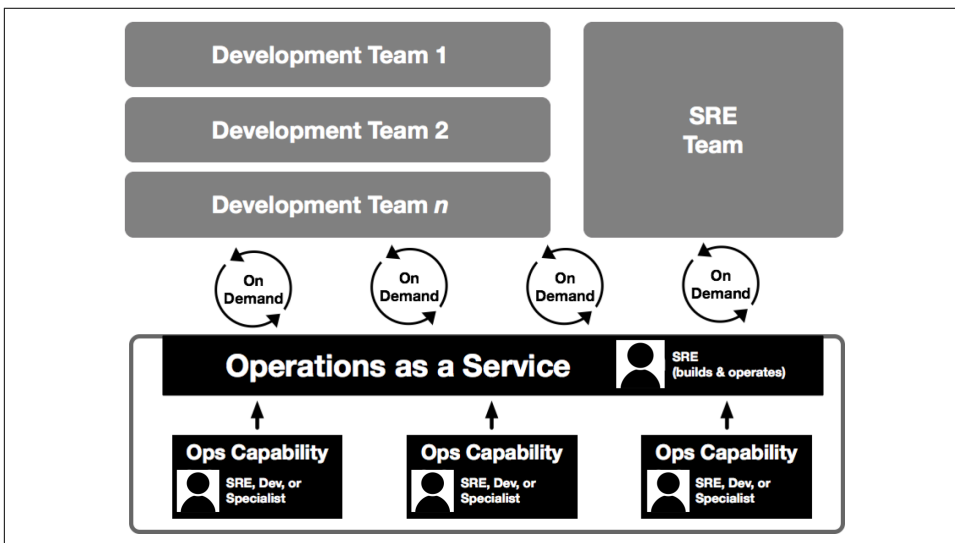 Development Team 1
Development Team 2
Development Team n
SRE
Team
On
Demand
On
Demand
On
Demand
On
Demand
Operations as a Service
SRE
(builds & operates)
Ops Capability
SRE, Dev, or
Specialist
Ops Capability
SRE, Dev, or
Specialist
Ops Capability
SRE, Dev, or
Specialist